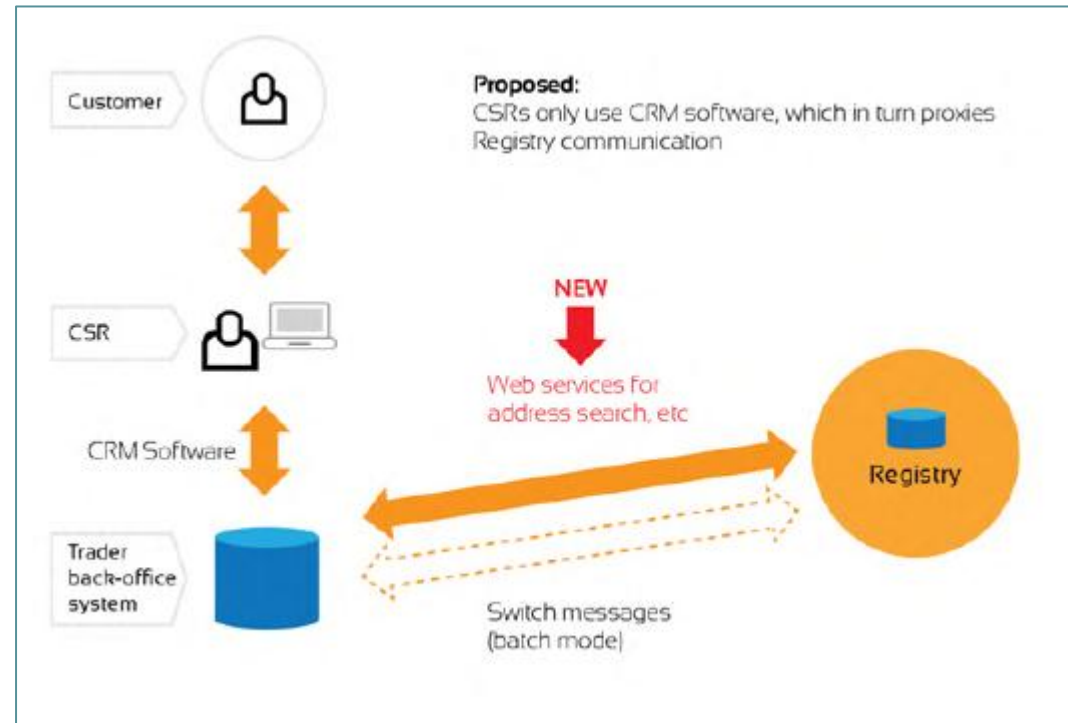 Customer
Proposed:
CSRs only use CRM software, which in turn proxies
Registry communication
NEW
CSR
Web services for
address search, etc
CRM Software
Registry
Trader
back-office
system
Switch messages
(batch mode)